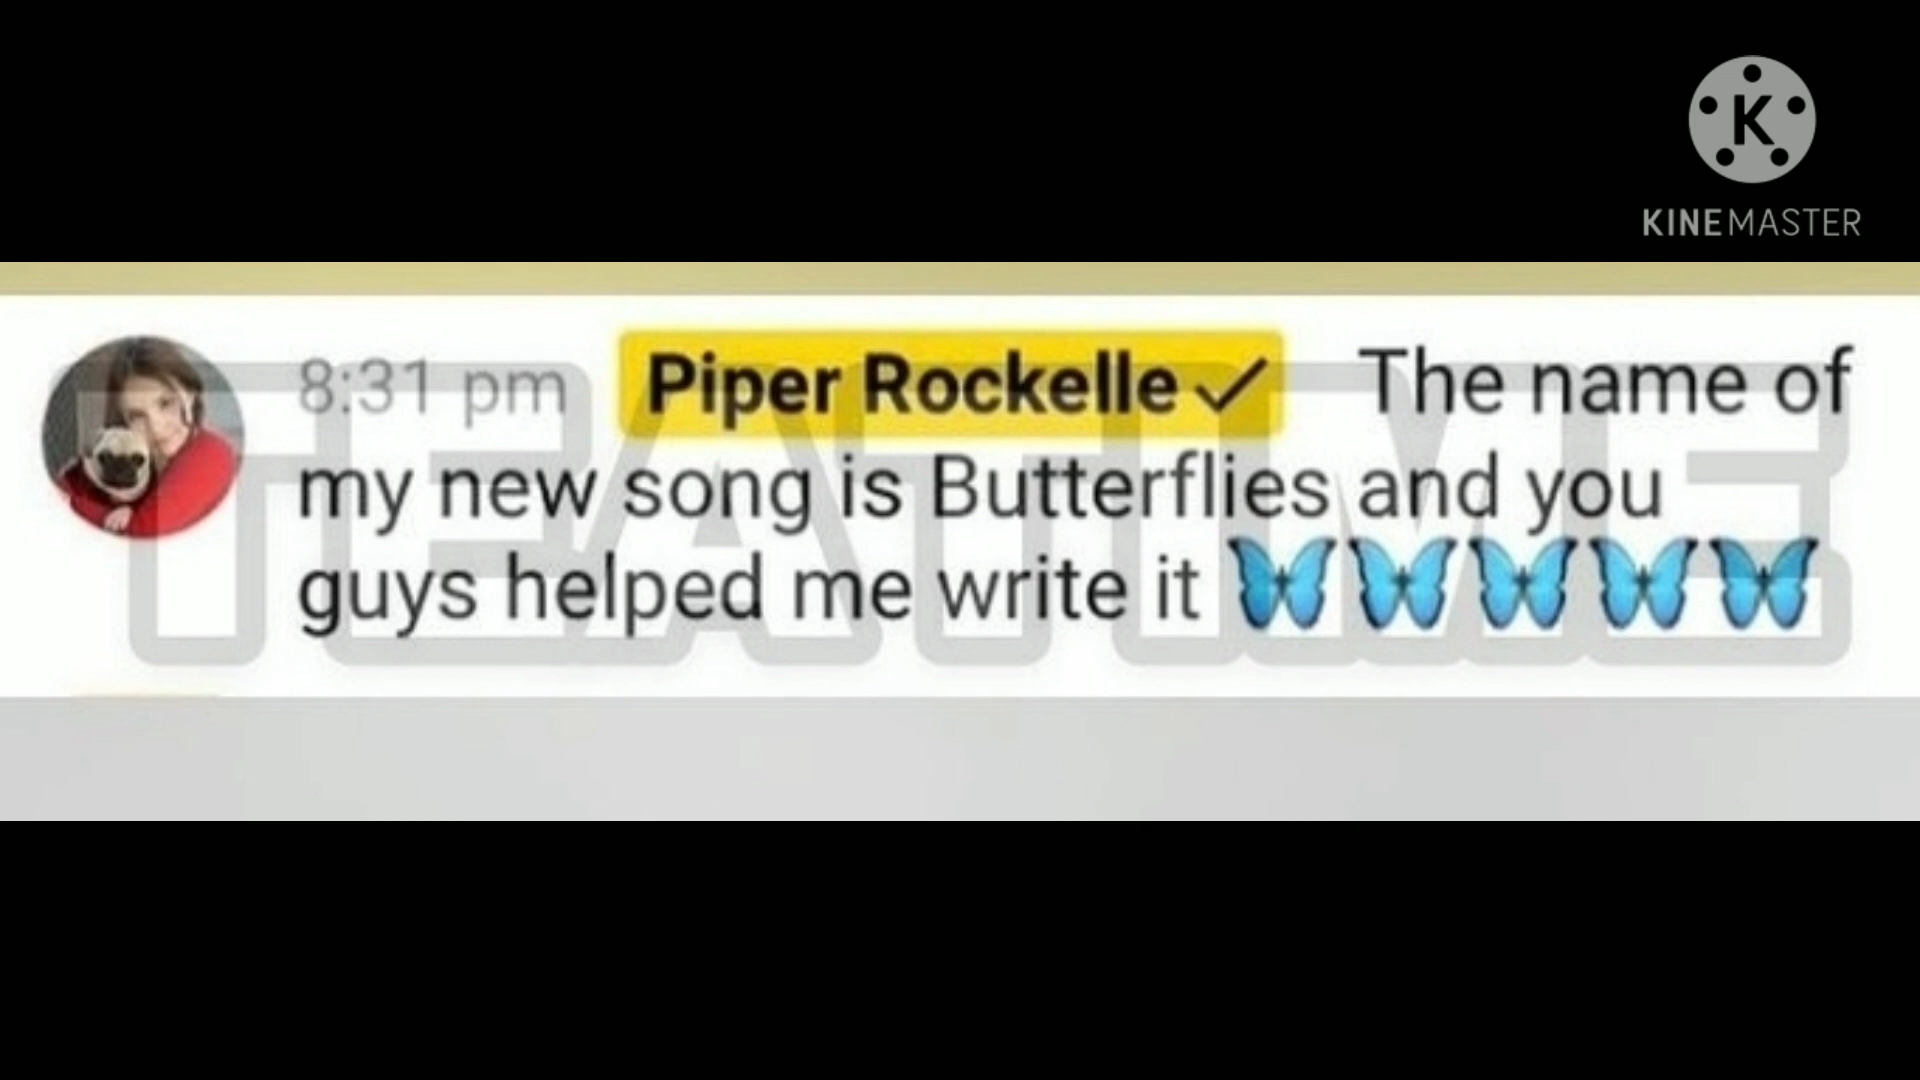 K
KINEMASTER
8:31 pm Piper Rockelle ✓ The name of
my new song is Butterflies and you
guys helped me write it 🦋🦋🦋🦋🦋
TEATIME